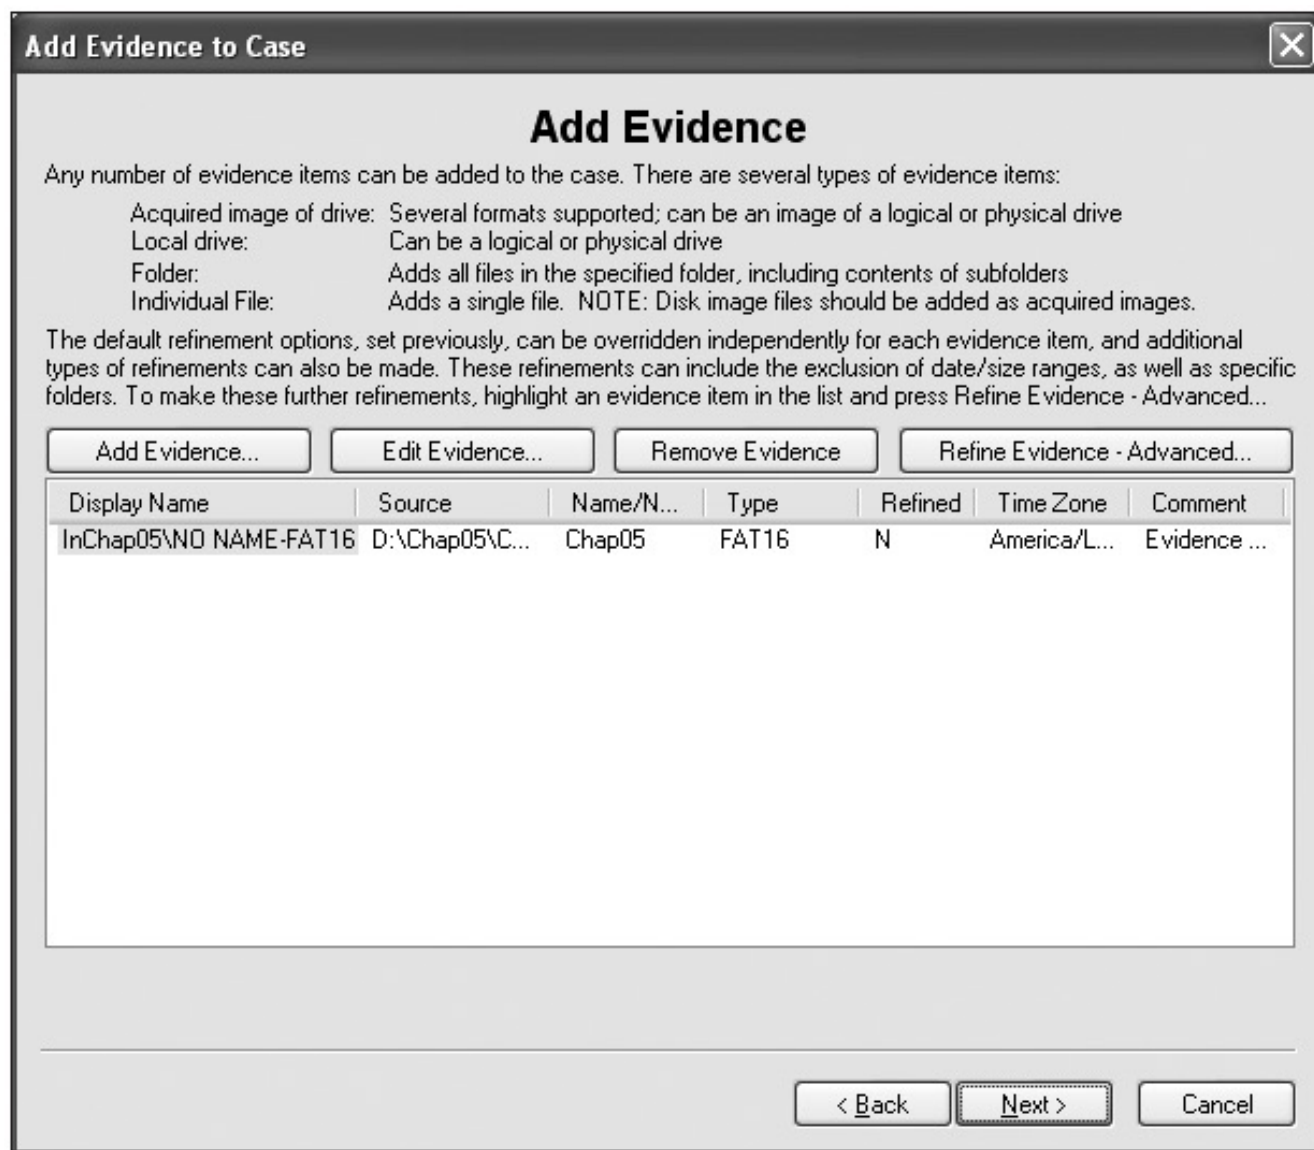 Add Evidence to Case
Add Evidence
Any number of evidence items can be added to the case. There are several types of evidence items:
Acquired image of drive: Several formats supported; can be an image of a logical or physical drive
Local drive: Can be a logical or physical drive
Folder: Adds all files in the specified folder, including contents of subfolders
Individual File: Adds a single file. NOTE: Disk image files should be added as acquired images.
The default refinement options, set previously, can be overridden independently for each evidence item, and additional
types of refinements can also be made. These refinements can include the exclusion of date/size ranges, as well as specific
folders. To make these further refinements, highlight an evidence item in the list and press Refine Evidence - Advanced...
Add Evidence... Edit Evidence... Remove Evidence Refine Evidence - Advanced...
Display Name Source Name/N... Type Refined Time Zone Comment
InChap05\NO NAME-FAT16 D:\Chap05\C... Chap05 FAT16 N America/L... Evidence ...
< Back Next > Cancel